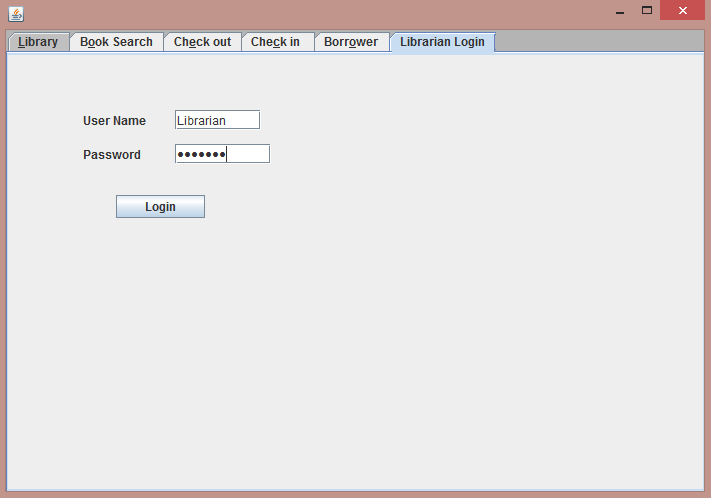 Library Book Search Check out Check in Borrower Librarian Login
User Name Librarian
Password •••••••
Login